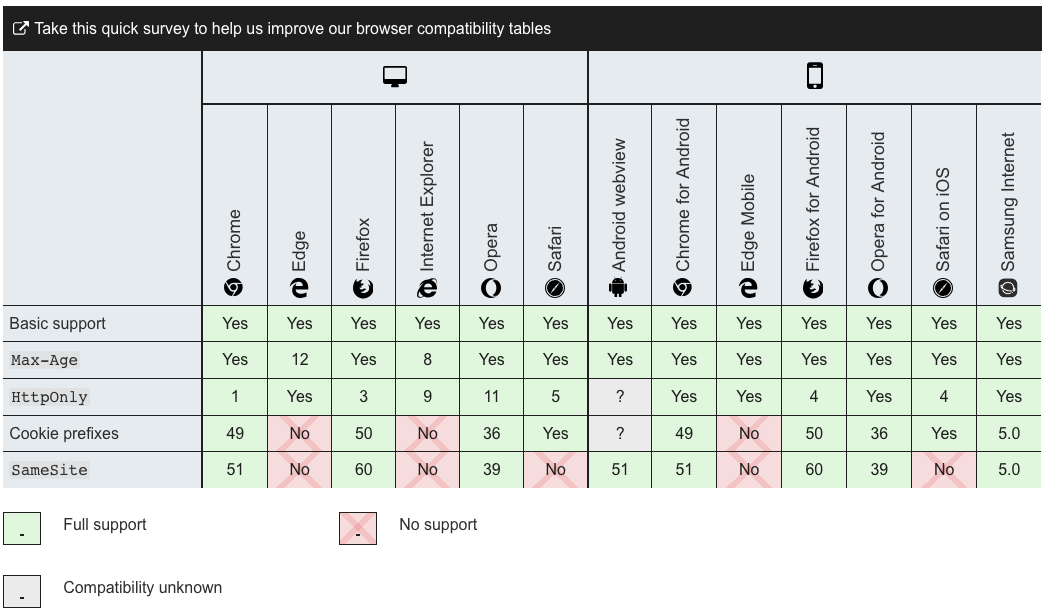 Take this quick survey to help us improve our browser compatibility tables
Chrome
Edge
Firefox
Internet Explorer
Opera
Safari
Android webview
Chrome for Android
Edge Mobile
Firefox for Android
Opera for Android
Safari on iOS
Samsung Internet
Basic support Yes Yes Yes Yes Yes Yes Yes Yes Yes Yes Yes Yes Yes
Max-Age Yes 12 Yes 8 Yes Yes Yes Yes Yes Yes Yes Yes Yes
HttpOnly 1 Yes 3 9 11 5 ? Yes Yes 4 Yes 4 Yes
Cookie prefixes 49 No 50 No 36 Yes ? 49 No 50 36 Yes 5.0
SameSite 51 No 60 No 39 No 51 51 No 60 39 No 5.0
- Full support - No support
- Compatibility unknown